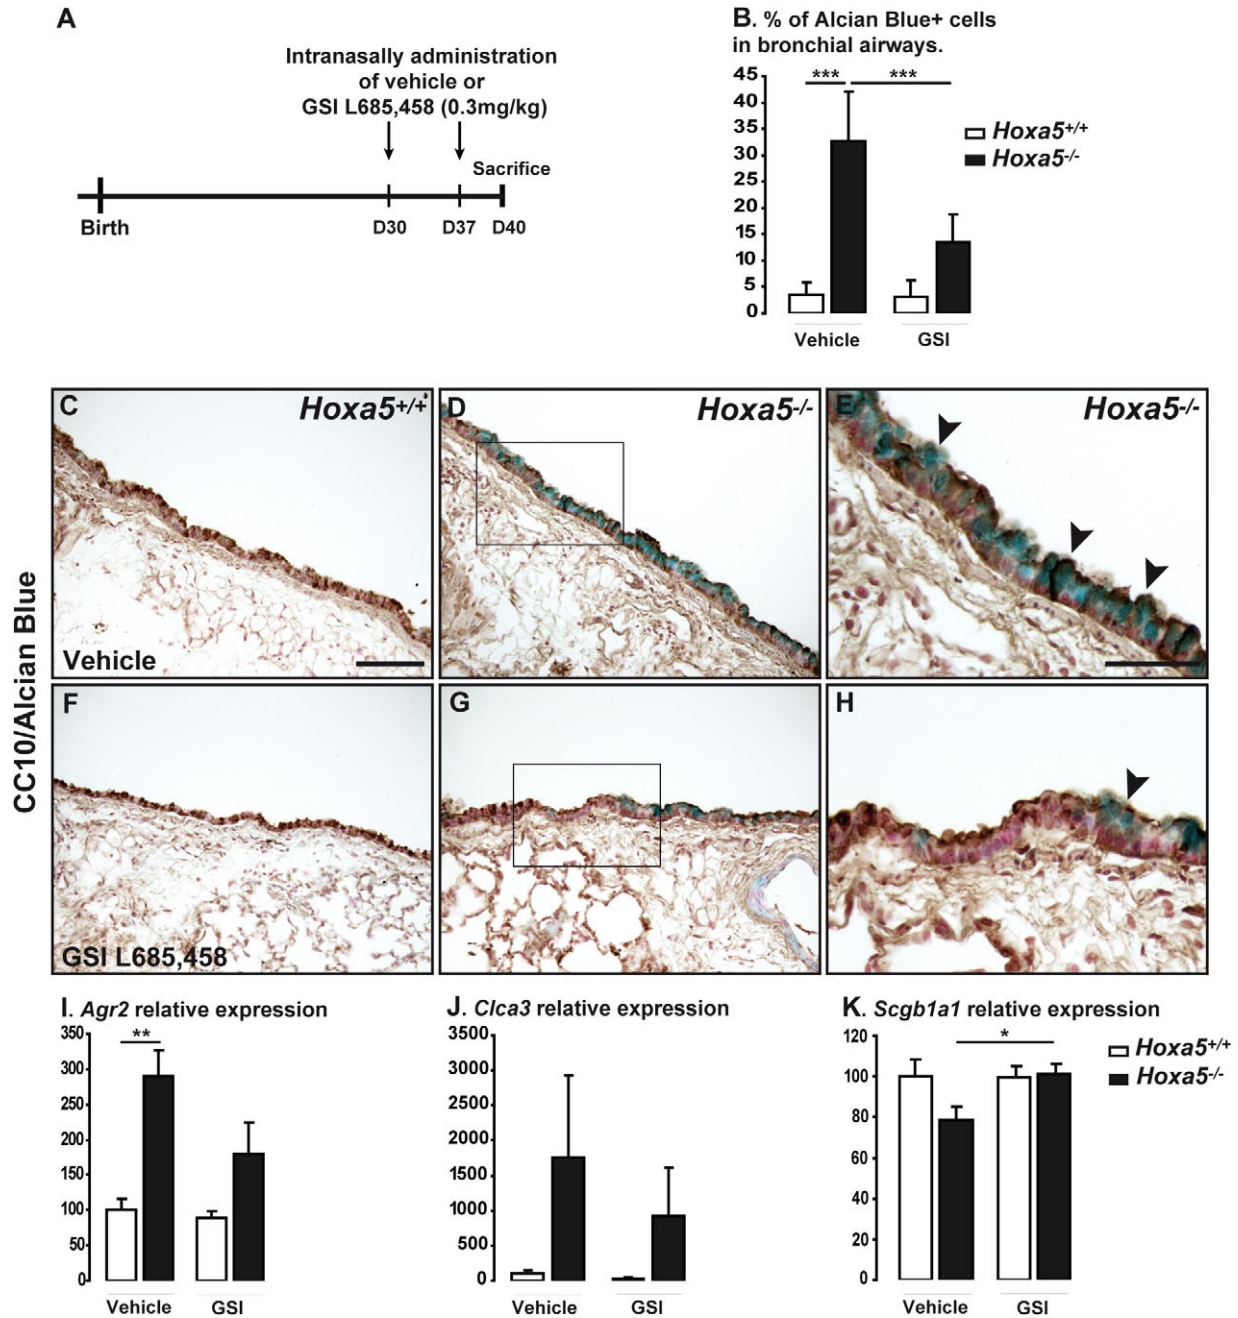 A
Intranasally administration
of vehicle or
GSI L685,458 (0.3mg/kg)
Sacrifice
Birth
D30
D37
D40
B. % of Alcian Blue+ cells
in bronchial airways.
45
40
35
30
25
20
15
10
5
0
***
***
Hoxa5+/+
Hoxa5-/-
Vehicle
GSI
CC10/Alcian Blue
C
Hoxa5+/+
Vehicle
D
Hoxa5-/-
E
Hoxa5-/-
F
GSI L685,458
G
H
I. Agr2 relative expression
350
300
250
200
150
100
50
0
**
Vehicle
GSI
J. Clca3 relative expression
3500
3000
2500
2000
1500
1000
500
0
Vehicle
GSI
K. Scgb1a1 relative expression
120
100
80
60
40
20
0
*
Hoxa5+/+
Hoxa5-/-
Vehicle
GSI